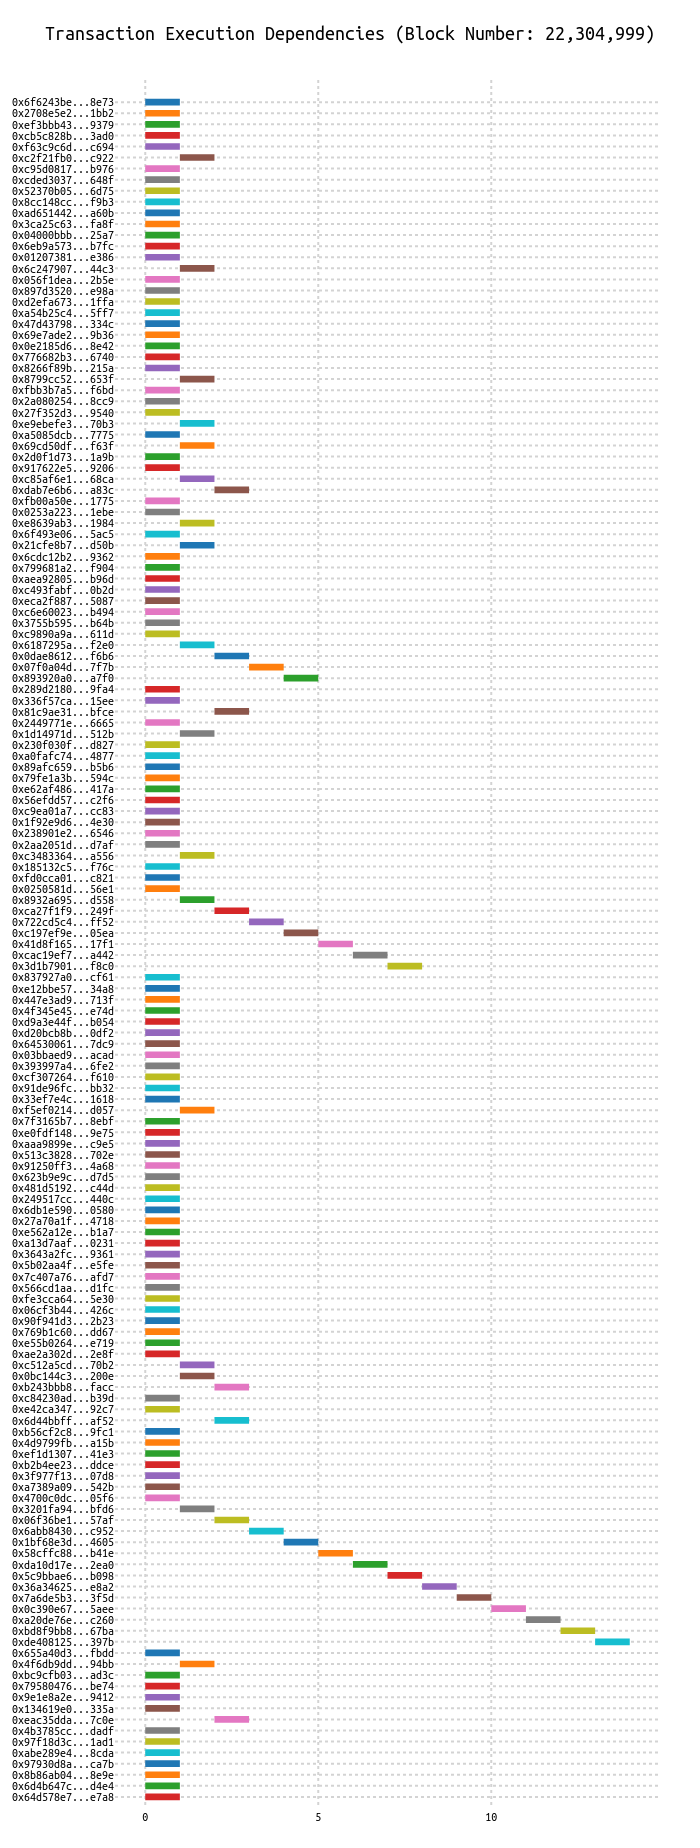 Transaction Execution Dependencies (Block Number: 22,304,999)
0x6f6243be...8e73
0x2708e5e2...1bb2
0xef3bbb43...9379
0xcb5c828b...3ad0
0xf63c9c6d...c694
0xc2f21fb0...c922
0xc95d0817...b976
0xcded3037...648f
0x52370b05...6d75
0x8cc148cc...f9b3
0xad651442...a60b
0x3ca25c63...fa8f
0x04000bbb...25a7
0x6eb9a573...b7fc
0x01207381...e386
0x6c247907...44c3
0x056f1dea...2b5e
0x897d3520...e98a
0xd2efa673...1ffa
0xa54b25c4...5ff7
0x47d43798...334c
0x69e7ade2...9b36
0x0e2185d6...8e42
0x776682b3...6740
0x8266f89b...215a
0x8799cc52...653f
0xfbb3b7a5...f6bd
0x2a080254...8cc9
0x27f352d3...9540
0xe9ebefe3...70b3
0xa5085dcb...7775
0x69cd50df...f63f
0x2d0f1d73...1a9b
0x917622e5...9206
0xc85af6e1...68ca
0xdab7e6b6...a83c
0xfb00a50e...1775
0x0253a223...1ebe
0xe8639ab3...1984
0x6f493e06...5ac5
0x21cfe8b7...d50b
0x6cdc12b2...9362
0x799681a2...f904
0xaea92805...b96d
0xc493fabf...0b2d
0xeca2f887...5087
0xc6e60023...b494
0x3755b595...b64b
0xc9890a9a...611d
0x6187295a...f2e0
0x0dae8612...f6b6
0x07f0a04d...7f7b
0x893920a0...a7f0
0x289d2180...9fa4
0x336f57ca...15ee
0x81c9ae31...bfce
0x2449771e...6665
0x1d14971d...512b
0x230f030f...d827
0xa0fafc74...4877
0x89afc659...b5b6
0x79fe1a3b...594c
0xe62af486...417a
0x56efdd57...c2f6
0xc9ea01a7...cc83
0x1f92e9d6...4e30
0x238901e2...6546
0x2aa2051d...d7af
0xc3483364...a556
0x185132c5...f76c
0xfd0cca01...c821
0x0250581d...56e1
0x8932a695...d558
0xca27f1f9...249f
0x722cd5c4...ff52
0xc197ef9e...05ea
0x41d8f165...17f1
0xcac19ef7...a442
0x3d1b7901...f8c0
0x837927a0...cf61
0xe12bbe57...34a8
0x447e3ad9...713f
0x4f345e45...e74d
0xd9a3e44f...b054
0xd20bcb8b...0df2
0x64530061...7dc9
0x03bbaed9...acad
0x393997a4...6fe2
0xcf307264...f610
0x91de96fc...bb32
0x33ef7e4c...1618
0xf5ef0214...d057
0x7f3165b7...8ebf
0xe0fdf148...9e75
0xaaa9899e...c9e5
0x513c3828...702e
0x91250ff3...4a68
0x623b9e9c...d7d5
0x481d5192...c44d
0x249517cc...440c
0x6db1e590...0580
0x27a70a1f...4718
0xe562a12e...b1a7
0xa13d7aaf...0231
0x3643a2fc...9361
0x5b02aa4f...e5fe
0x7c407a76...afd7
0x566cd1aa...d1fc
0xfe3cca64...5e30
0x06cf3b44...426c
0x90f941d3...2b23
0x769b1c60...dd67
0xe55b0264...e719
0xae2a302d...2e8f
0xc512a5cd...70b2
0x0bc144c3...200e
0xb243bbb8...facc
0xc84230ad...b39d
0xe42ca347...92c7
0x6d44bbff...af52
0xb56cf2c8...9fc1
0x4d9799fb...a15b
0xef1d1307...41e3
0xb2b4ee23...ddce
0x3f977f13...07d8
0xa7389a09...542b
0x4700c0dc...05f6
0x3201fa94...bfd6
0x06f36be1...57af
0x6abb8430...c952
0x1bf68e3d...4605
0x58cffc88...b41e
0xda10d17e...2ea0
0x5c9bbae6...b098
0x36a34625...e8a2
0x7a6de5b3...3f5d
0x0c390e67...5aee
0xa20de76e...c260
0xbd8f9bb8...67ba
0xde408125...397b
0x655a40d3...fbdd
0x4f6db9dd...94bb
0xbc9cfb03...ad3c
0x79580476...be74
0x9e1e8a2e...9412
0x134619e0...335a
0xeac35dda...7c0e
0x4b3785cc...dadf
0x97f18d3c...1ad1
0xabe289e4...8cda
0x97930d8a...ca7b
0x8b86ab04...8e9e
0x6d4b647c...d4e4
0x64d578e7...e7a8
0 5 10